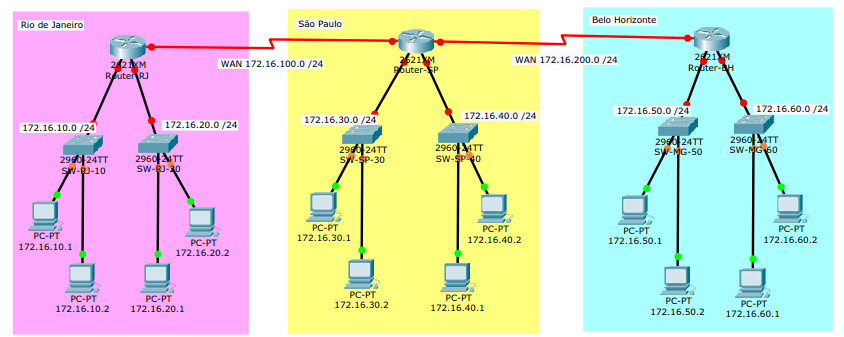 Rio de Janeiro
2621XM
Router-RJ
172.16.10.0 /24
172.16.20.0 /24
2960-24TT
SW-RJ-10
2960-24TT
SW-RJ-20
PC-PT
172.16.10.1
PC-PT
172.16.20.2
PC-PT
172.16.10.2
PC-PT
172.16.20.1
WAN 172.16.100.0 /24
São Paulo
2621XM
Router-SP
172.16.30.0 /24
172.16.40.0 /24
2960-24TT
SW-SP-30
2960-24TT
SW-SP-40
PC-PT
172.16.30.1
PC-PT
172.16.40.2
PC-PT
172.16.30.2
PC-PT
172.16.40.1
WAN 172.16.200.0 /24
Belo Horizonte
2621XM
Router-BH
172.16.50.0 /24
172.16.60.0 /24
2960-24TT
SW-MG-50
2960-24TT
SW-MG-60
PC-PT
172.16.50.1
PC-PT
172.16.60.2
PC-PT
172.16.50.2
PC-PT
172.16.60.1